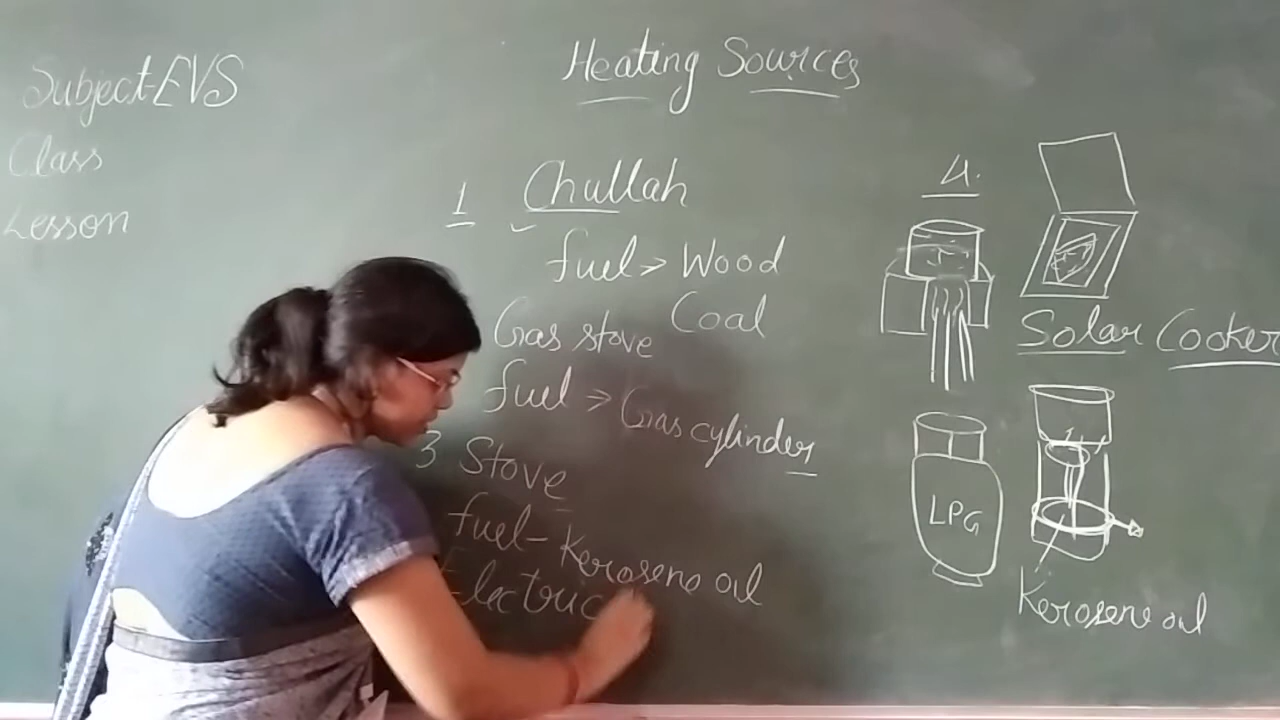 Subject-EVS
Class
Lesson
Heating Sources
1 Chullah
fuel > Wood
Coal
Gas stove
fuel > Gas cylinder
3 Stove
fuel - Kerosene oil
Electric
4.
Solar Cooker
LPG
Kerosene oil